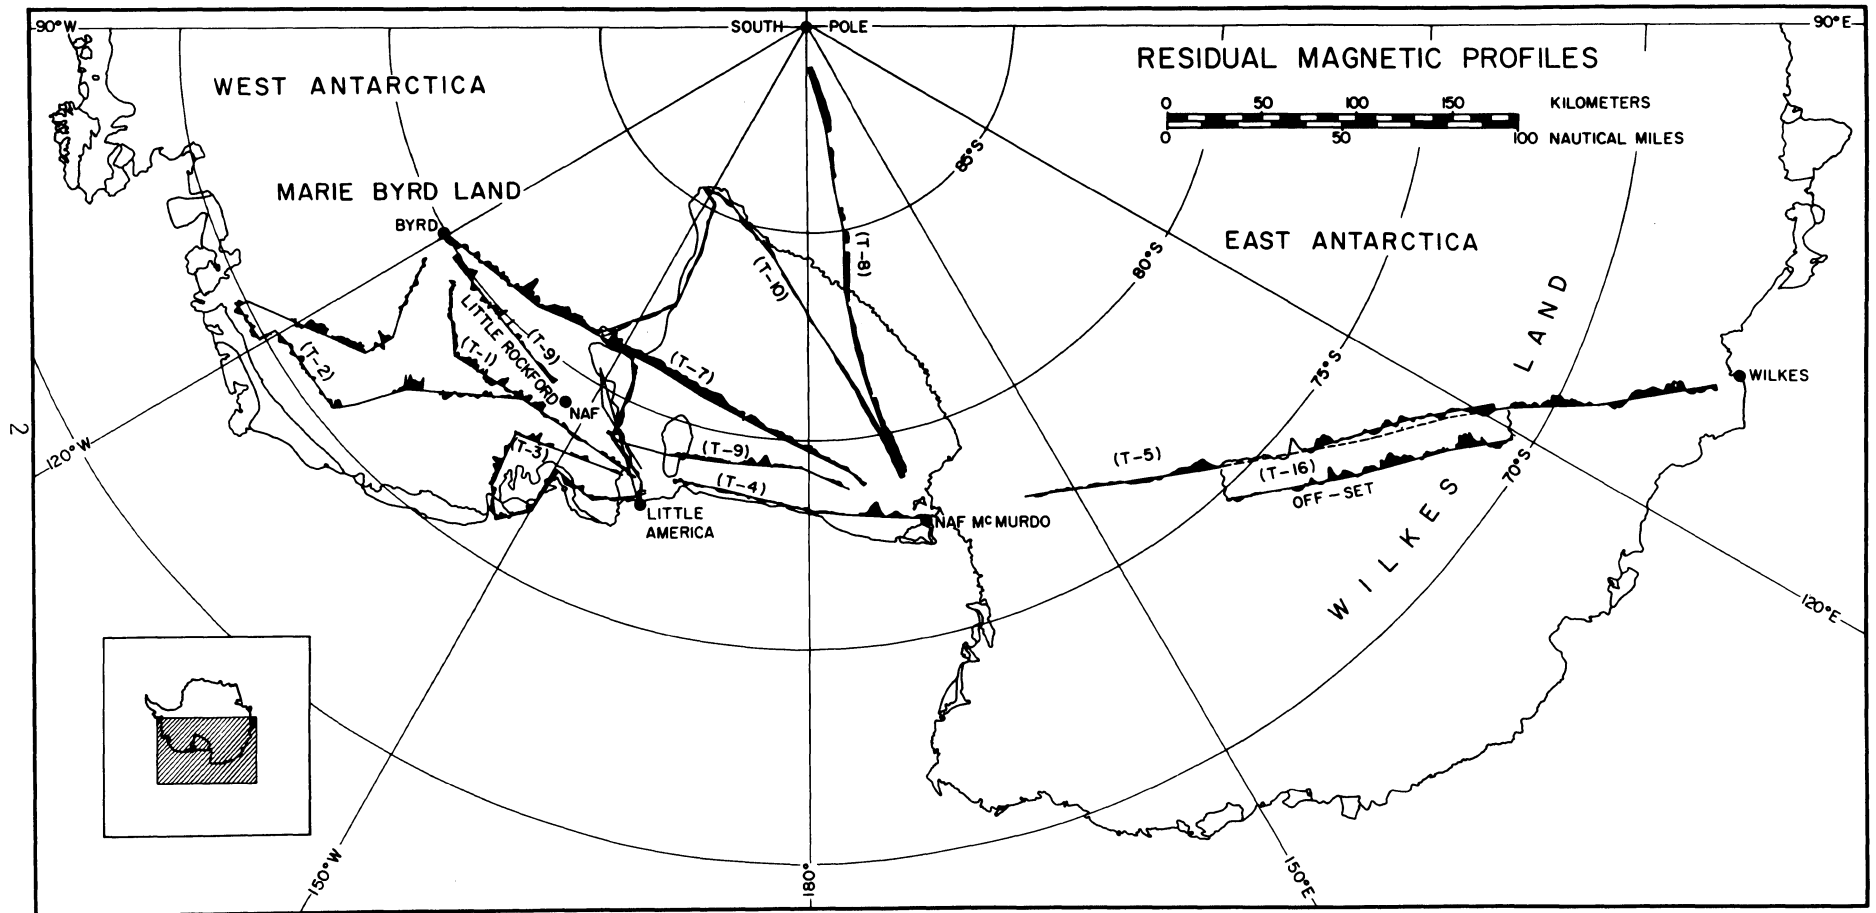 90°W
SOUTH POLE
90°E
RESIDUAL MAGNETIC PROFILES
0 50 100 150 KILOMETERS
0 50 100 NAUTICAL MILES
WEST ANTARCTICA
85°S
MARIE BYRD LAND
BYRD
EAST ANTARCTICA
(T-8)
80°S
(T-10)
LAND
LITTLE ROCKFORD
(T-9)
(T-2)
(T-1)
(T-7)
75°S
WILKES
NAF
2
120°W
(T-3)
(T-9)
(T-4)
(T-5)
(T-16)
OFF-SET
70°S
LITTLE
AMERICA
NAF McMURDO
WILKES
120°E
150°W
180°
150°E